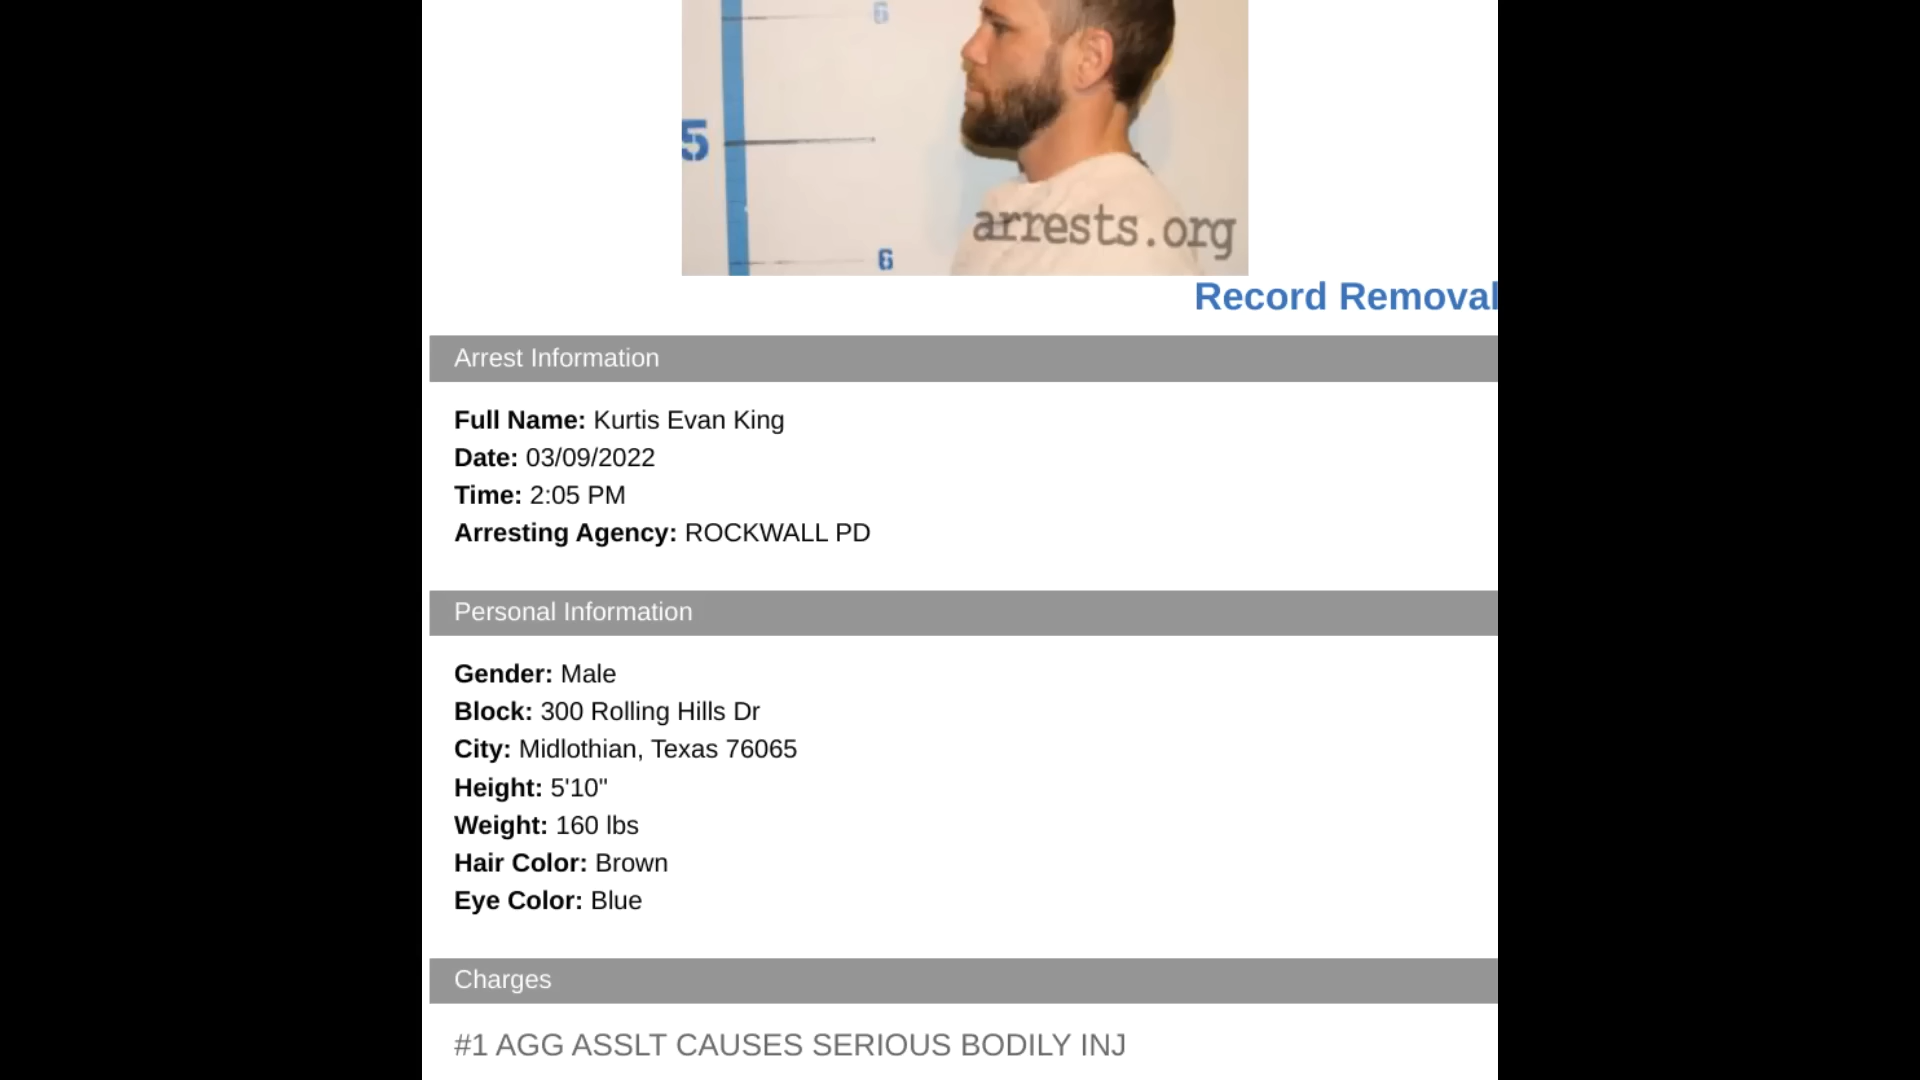 6
5
arrests.org
6
Record Removal
Arrest Information
Full Name: Kurtis Evan King
Date: 03/09/2022
Time: 2:05 PM
Arresting Agency: ROCKWALL PD
Personal Information
Gender: Male
Block: 300 Rolling Hills Dr
City: Midlothian, Texas 76065
Height: 5'10"
Weight: 160 lbs
Hair Color: Brown
Eye Color: Blue
Charges
#1 AGG ASSLT CAUSES SERIOUS BODILY INJ